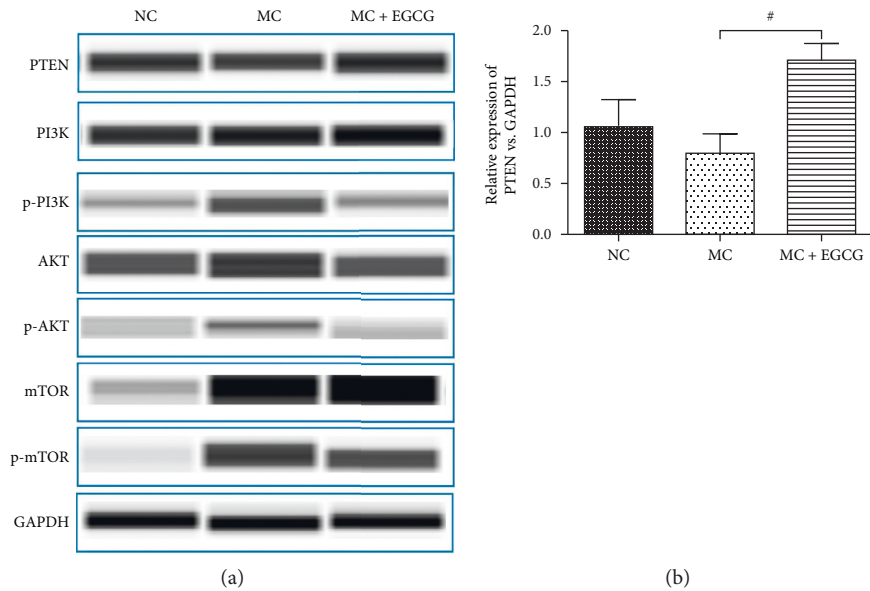 NC MC MC + EGCG
PTEN
PI3K
p-PI3K
AKT
p-AKT
mTOR
p-mTOR
GAPDH
(a)
#
Relative expression of
PTEN vs. GAPDH
2.0
1.5
1.0
0.5
0.0
NC MC MC + EGCG
(b)